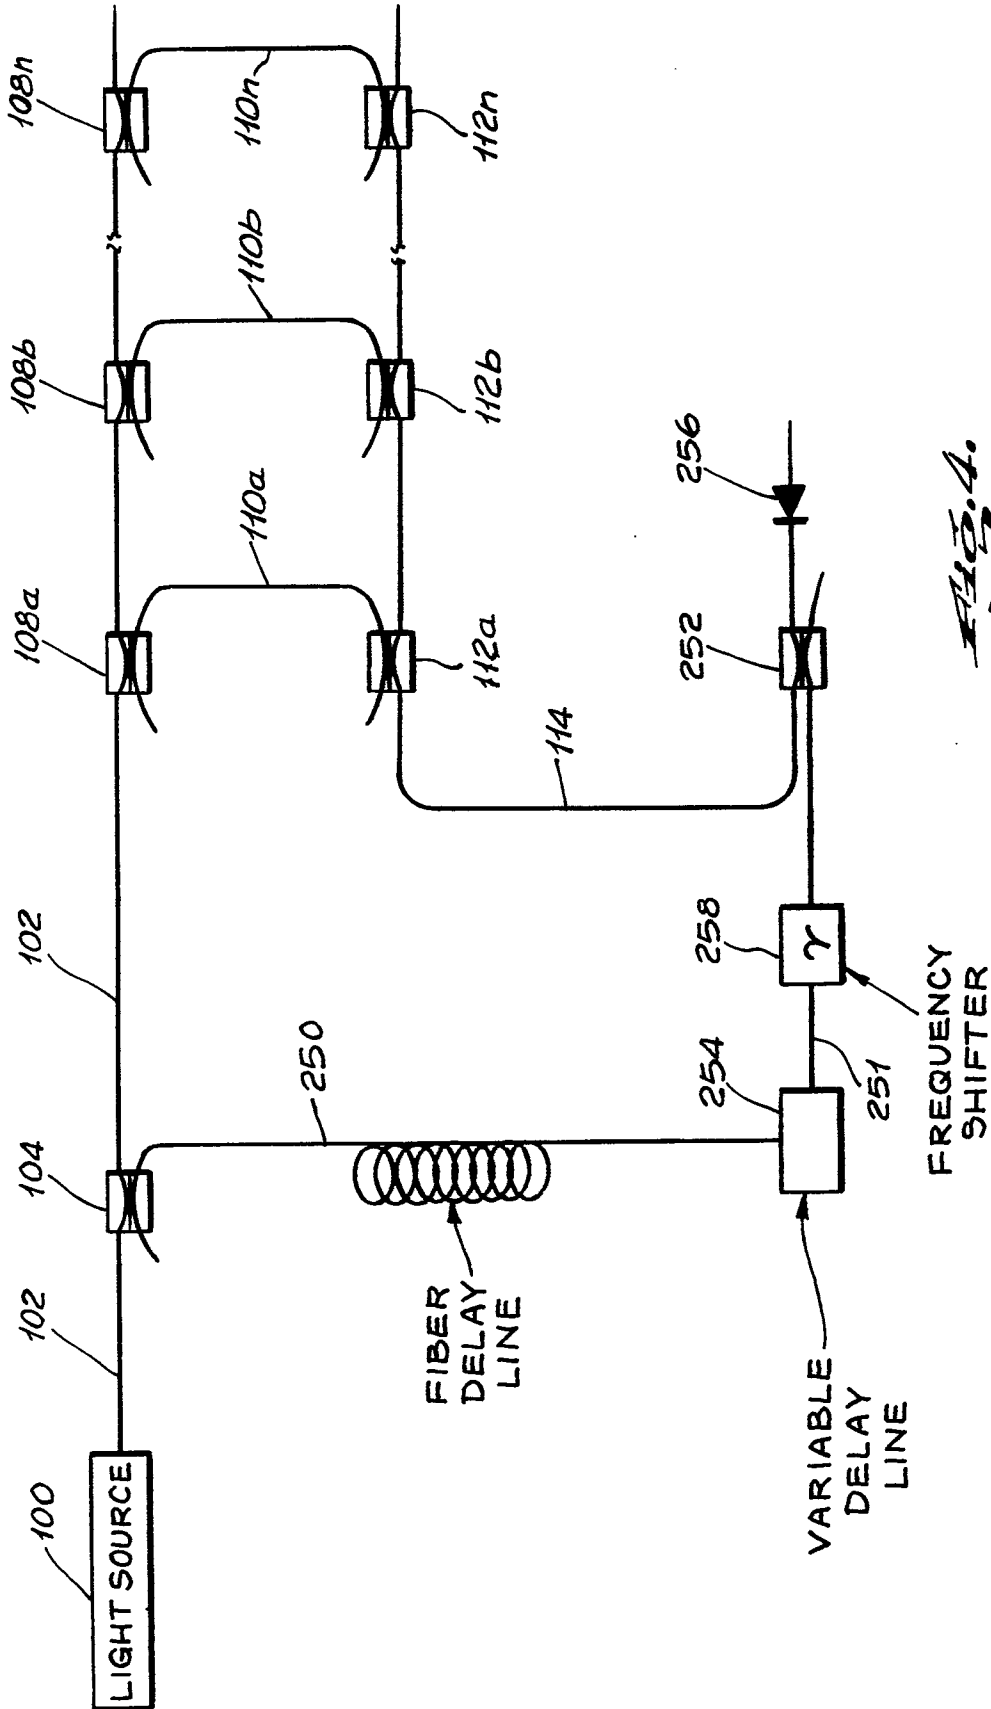 100
LIGHT SOURCE
102
104
102
108a
108b
108n
110a
110b
110n
112a
112b
112n
250
FIBER
DELAY
LINE
114
254
251
258
γ
252
256
VARIABLE
DELAY
LINE
FREQUENCY
SHIFTER
Fig. 4.